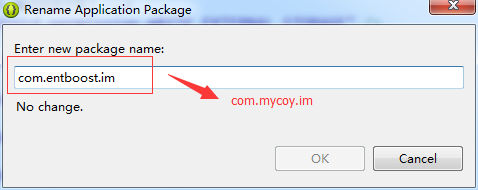 Rename Application Package
Enter new package name:
com.entboost.im
com.mycoy.im
No change.
OK
Cancel